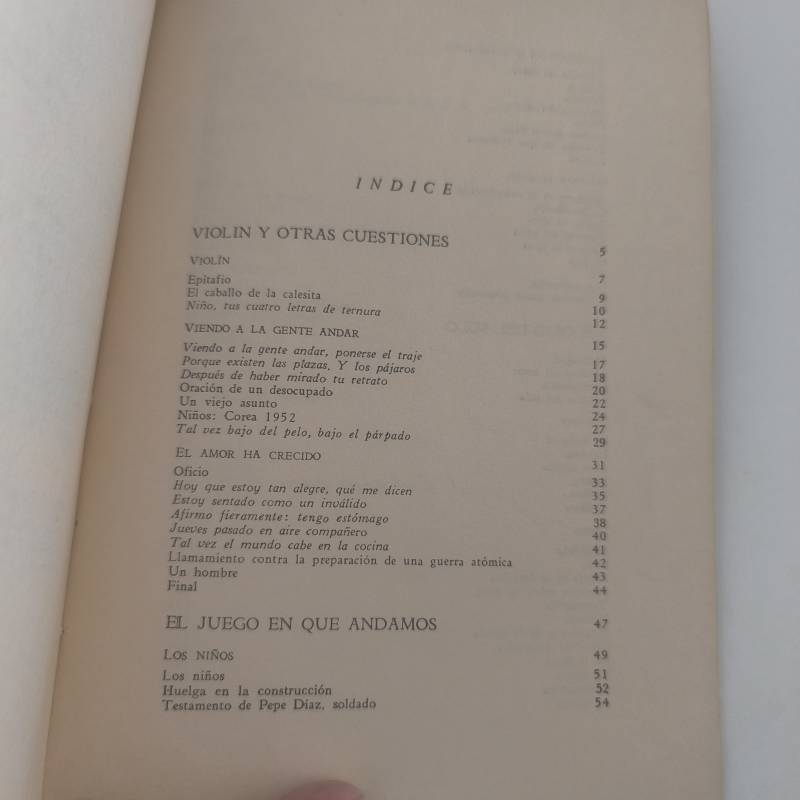 INDICE
VIOLIN Y OTRAS CUESTIONES 5
VIOLÍN 7
Epitafio 9
El caballo de la calesita 10
Niño, tus cuatro letras de ternura 12
VIENDO A LA GENTE ANDAR 15
Viendo a la gente andar, ponerse el traje 17
Porque existen las plazas. Y los pájaros 18
Después de haber mirado tu retrato 20
Oración de un desocupado 22
Un viejo asunto 24
Niños: Corea 1952 27
Tal vez bajo del pelo, bajo el párpado 29
EL AMOR HA CRECIDO 31
Oficio 33
Hoy que estoy tan alegre, qué me dicen 35
Estoy sentado como un inválido 37
Afirmo fieramente: tengo estómago 38
Jueves pasado en aire compañero 40
Tal vez el mundo cabe en la cocina 41
Llamamiento contra la preparación de una guerra atómica 42
Un hombre 43
Final 44
EL JUEGO EN QUE ANDAMOS 47
LOS NIÑOS 49
Los niños 51
Huelga en la construcción 52
Testamento de Pepe Díaz, soldado 54